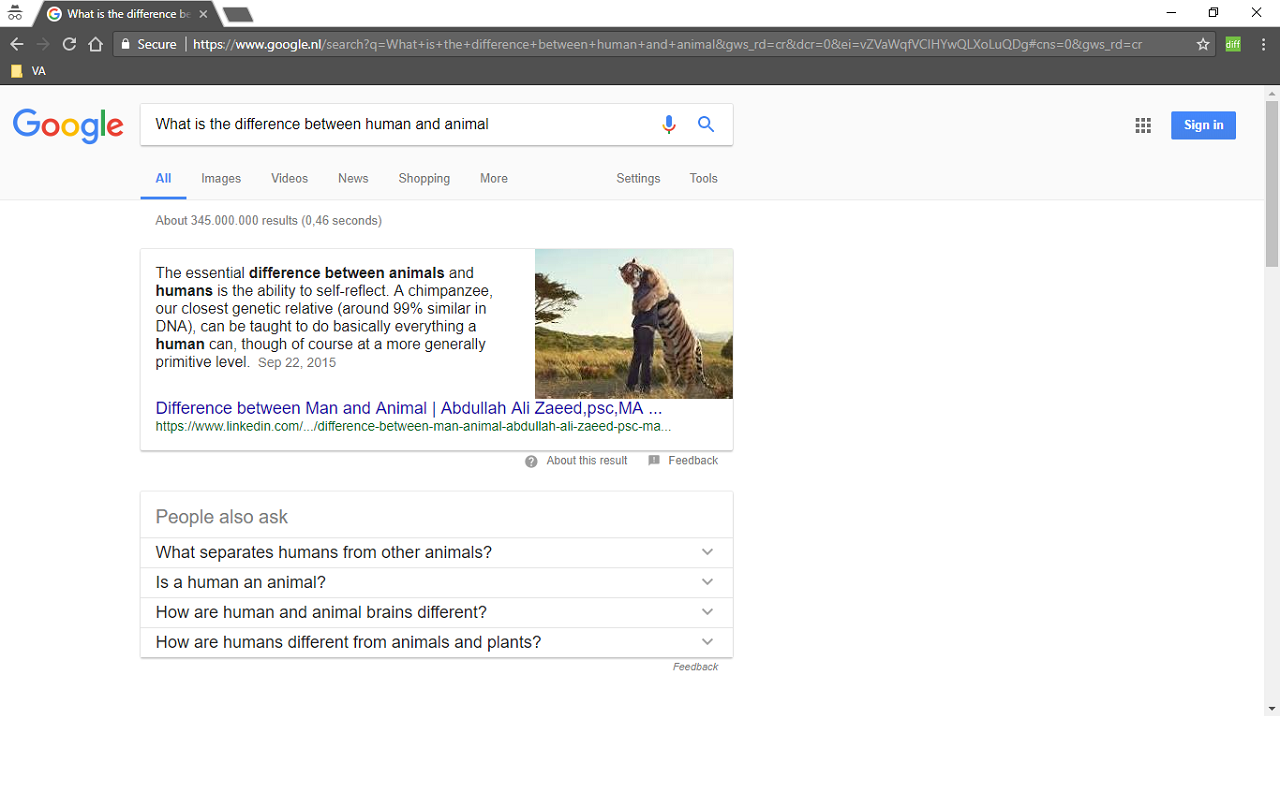 What is the difference be
Secure https://www.google.nl/search?q=What+is+the+difference+between+human+and+animal&gws_rd=cr&dcr=0&ei=vZVaWqfVCIHYwQLXoLuQDg#cns=0&gws_rd=cr
diff
VA
Google
What is the difference between human and animal
Sign in
All Images Videos News Shopping More Settings Tools
About 345.000.000 results (0,46 seconds)
The essential difference between animals and
humans is the ability to self-reflect. A chimpanzee,
our closest genetic relative (around 99% similar in
DNA), can be taught to do basically everything a
human can, though of course at a more generally
primitive level. Sep 22, 2015
Difference between Man and Animal | Abdullah Ali Zaeed,psc,MA ...
https://www.linkedin.com/.../difference-between-man-animal-abdullah-ali-zaeed-psc-ma...
About this result Feedback
People also ask
What separates humans from other animals?
Is a human an animal?
How are human and animal brains different?
How are humans different from animals and plants?
Feedback